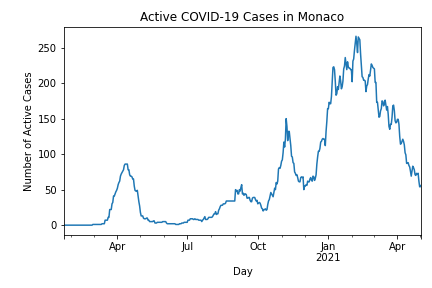 Active COVID-19 Cases in Monaco
Number of Active Cases
250
200
150
100
50
0
Apr
Jul
Oct
Jan
2021
Apr
Day